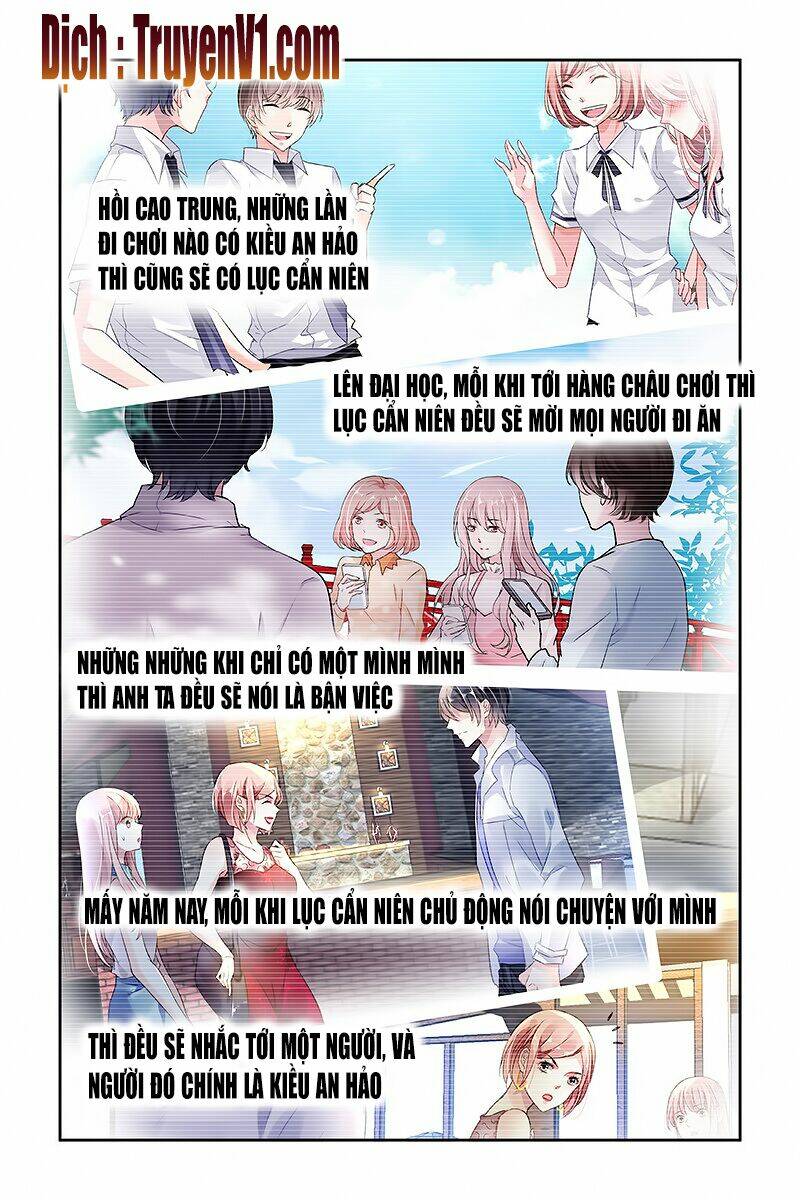 Dịch : TruyenV1.com
HỒI CAO TRUNG, NHỮNG LẦN
ĐI CHƠI NÀO CÓ KIỀU AN HẢO
THÌ CŨNG SẼ CÓ LỤC CẨN NIÊN
LÊN ĐẠI HỌC, MỖI KHI TỚI HÀNG CHÂU CHƠI THÌ
LỤC CẨN NIÊN ĐỀU SẼ MỜI MỌI NGƯỜI ĐI ĂN
NHỮNG NHỮNG KHI CHỈ CÓ MỘT MÌNH MÌNH
THÌ ANH TA ĐỀU SẼ NÓI LÀ BẬN VIỆC
MẤY NĂM NAY, MỖI KHI LỤC CẨN NIÊN CHỦ ĐỘNG NÓI CHUYỆN VỚI MÌNH
THÌ ĐỀU SẼ NHẮC TỚI MỘT NGƯỜI, VÀ
NGƯỜI ĐÓ CHÍNH LÀ KIỀU AN HẢO